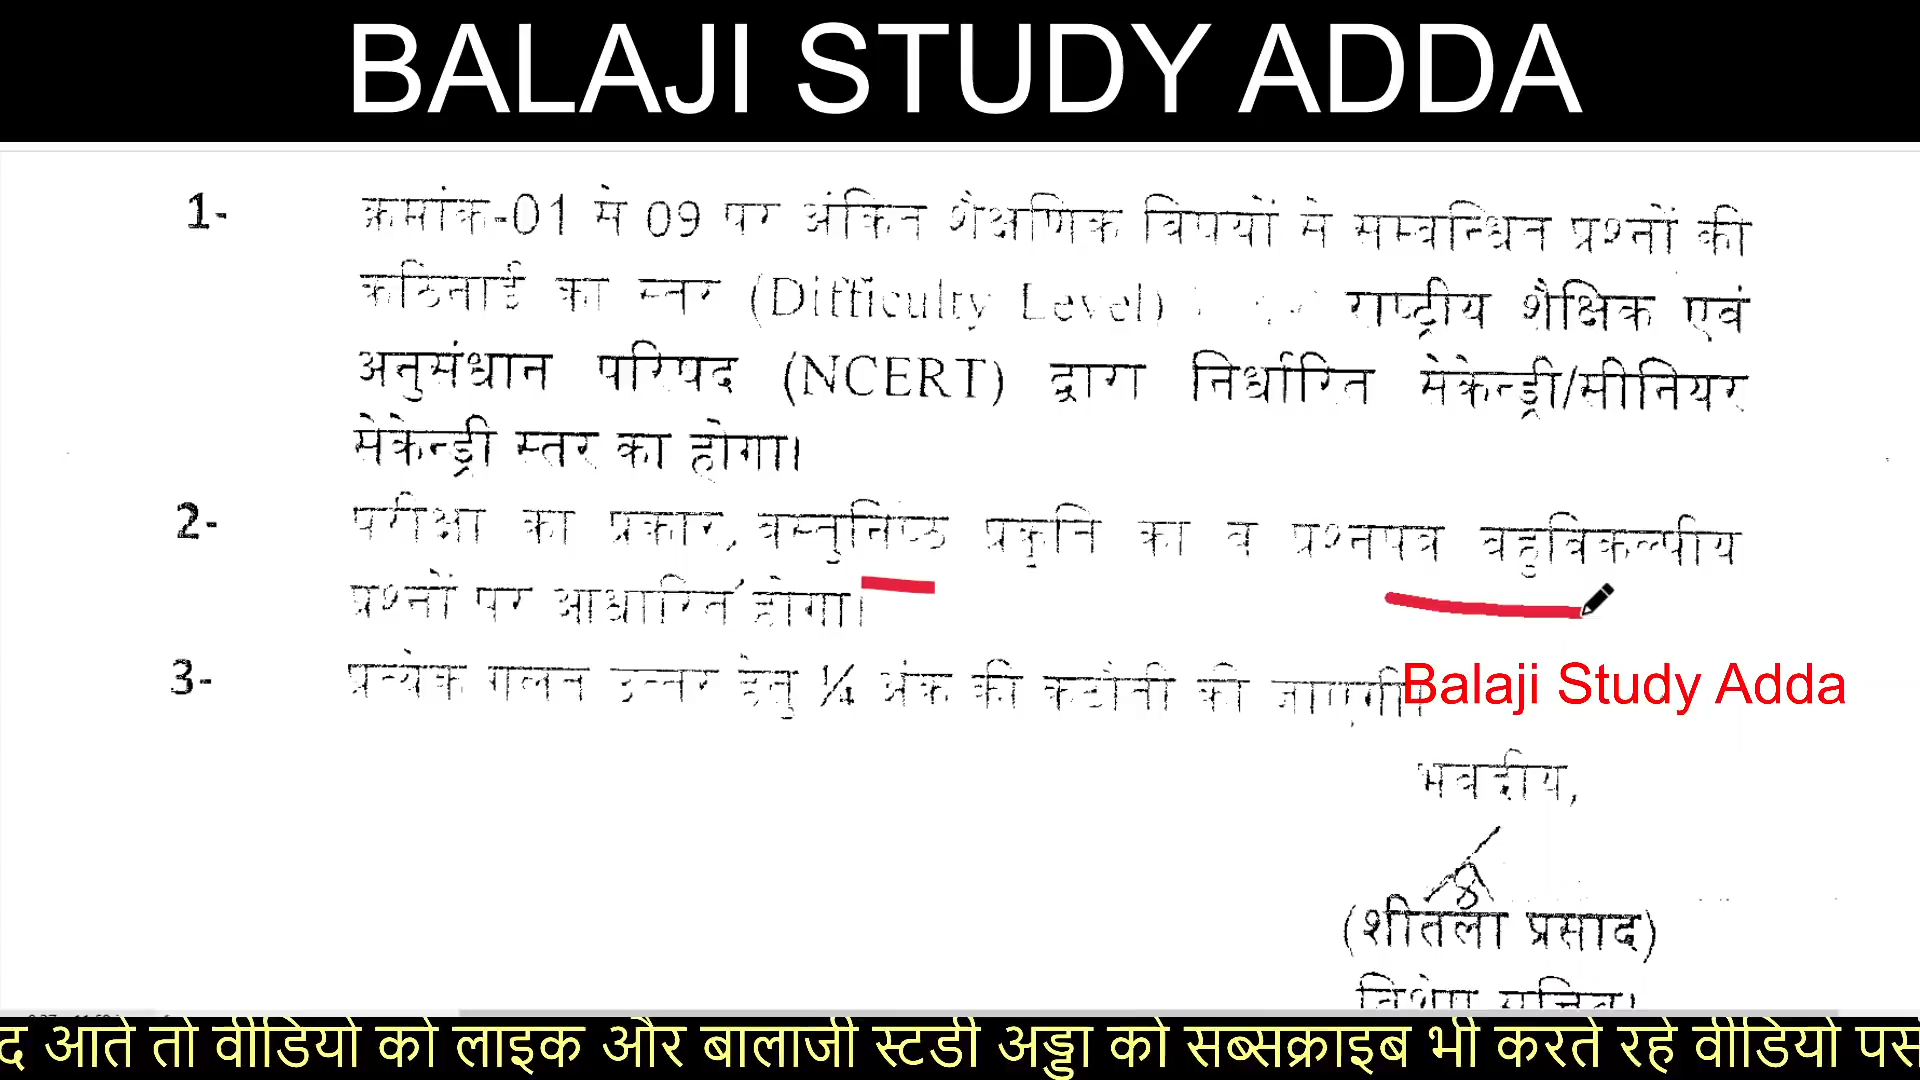 BALAJI STUDY ADDA
1- क्रमांक-01 से 09 पर अंकित शैक्षणिक विषयों से सम्बन्धित प्रश्नों की
कठिनाई का स्तर (Difficulty Level) राष्ट्रीय शैक्षिक एवं
अनुसंधान परिषद (NCERT) द्वारा निर्धारित सेकेन्ड्री/सीनियर
सेकेन्ड्री स्तर का होगा।
2- परीक्षा का प्रकार, वस्तुनिष्ठ प्रकृति का व प्रश्नपत्र बहुविकल्पीय
प्रश्नों पर आधारित होगा।
3- प्रत्येक गलत उत्तर हेतु ¼ अंक की कटौती की जाएगी।
Balaji Study Adda
भवदीय,
(शीतला प्रसाद)
विशेष सचिव।
द आते तो वीडियो को लाइक और बालाजी स्टडी अड्डा को सब्सक्राइब भी करते रहे वीडियो पस